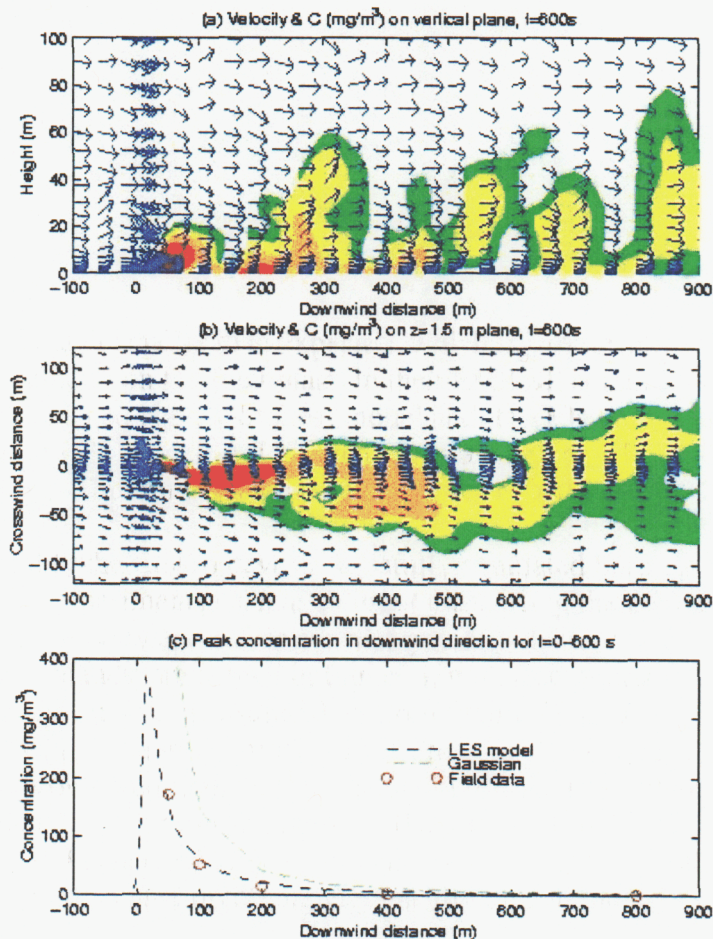 (a) Velocity & C (mg/m³) on vertical plane, t=600s
100
80
60
40
20
0
Height (m)
-100 0 100 200 300 400 500 600 700 800 900
Downwind distance (m)
(b) Velocity & C (mg/m³) on z=1.5 m plane, t=600s
100
50
0
-50
-100
Crosswind distance (m)
-100 0 100 200 300 400 500 600 700 800 900
Downwind distance (m)
(c) Peak concentration in downwind direction for t=0-600 s
400
300
200
100
0
Concentration (mg/m³)
LES model
Gaussian
Field data
-100 0 100 200 300 400 500 600 700 800 900
Downwind distance (m)